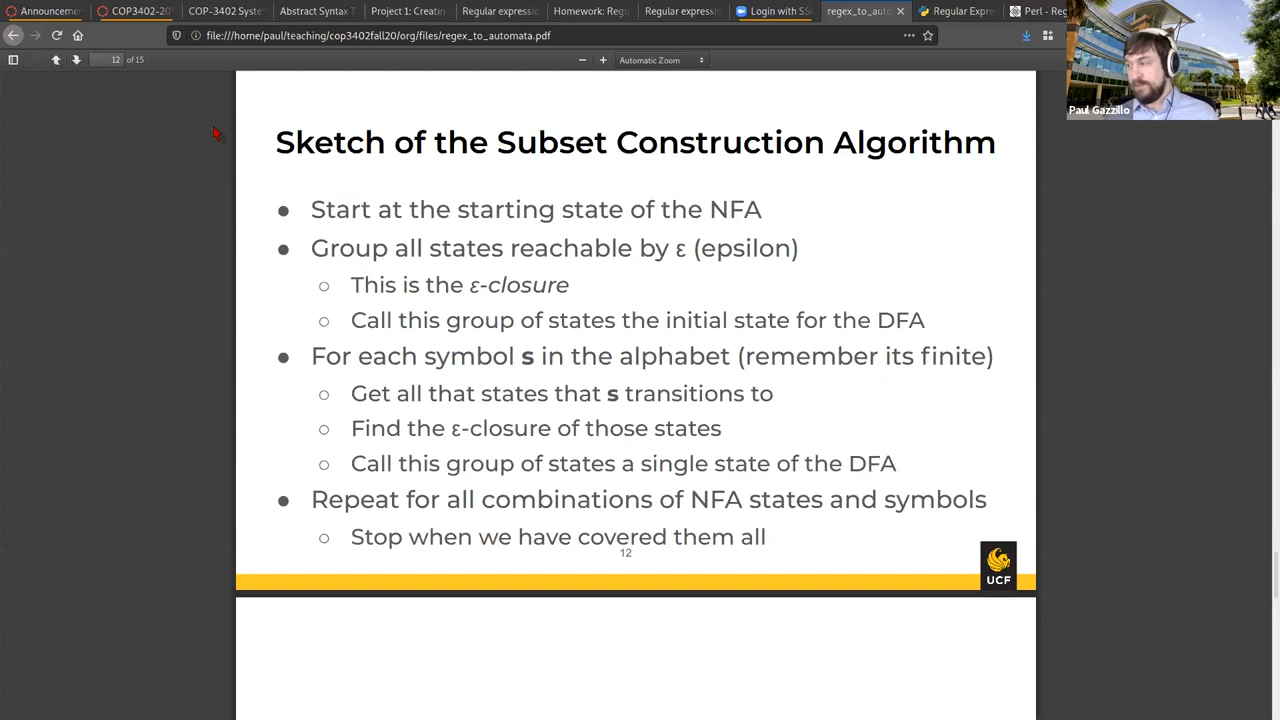 Announcemen
COP3402-20
COP-3402 Syste
Abstract Syntax T
Project 1: Creatin
Regular expressio
Homework: Regu
Regular expressio
Login with SS
regex_to_auto
Regular Expre
Perl - Reg
file:///home/paul/teaching/cop3402fall20/org/files/regex_to_automata.pdf
12 of 15
Automatic Zoom
Paul Gazzillo
Sketch of the Subset Construction Algorithm
● Start at the starting state of the NFA
● Group all states reachable by ε (epsilon)
○ This is the ε-closure
○ Call this group of states the initial state for the DFA
● For each symbol s in the alphabet (remember its finite)
○ Get all that states that s transitions to
○ Find the ε-closure of those states
○ Call this group of states a single state of the DFA
● Repeat for all combinations of NFA states and symbols
○ Stop when we have covered them all
12
UCF